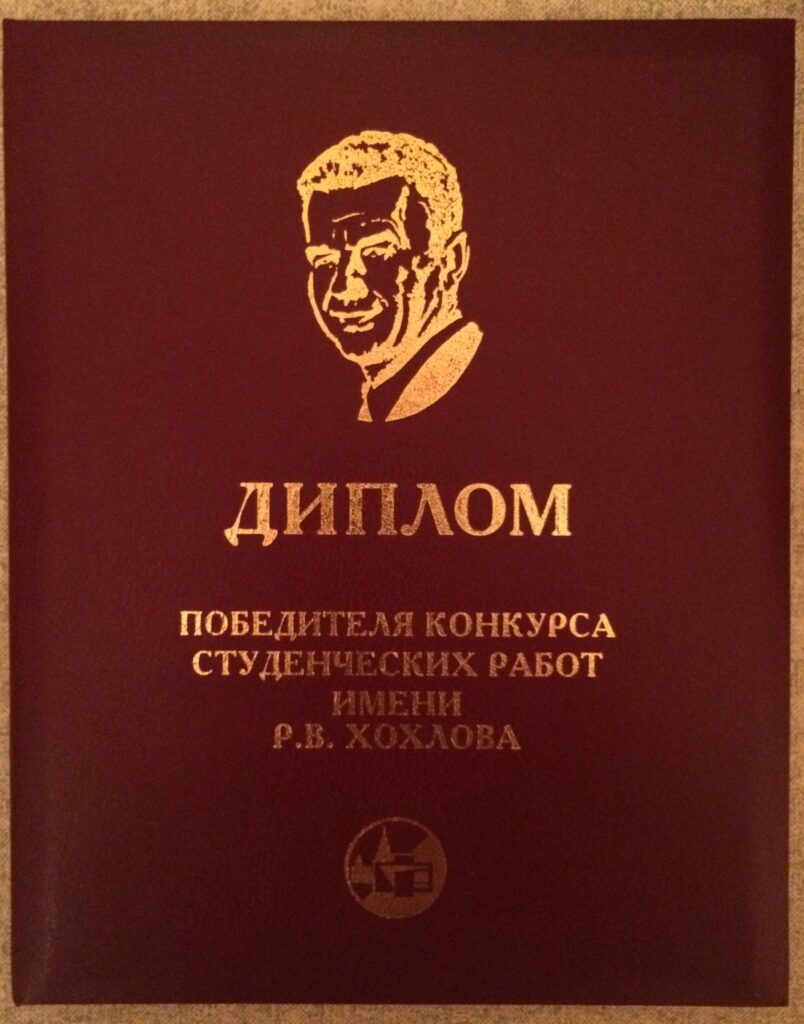 ДИПЛОМ
ПОБЕДИТЕЛЯ КОНКУРСА
СТУДЕНЧЕСКИХ РАБОТ
ИМЕНИ
Р.В. ХОХЛОВА